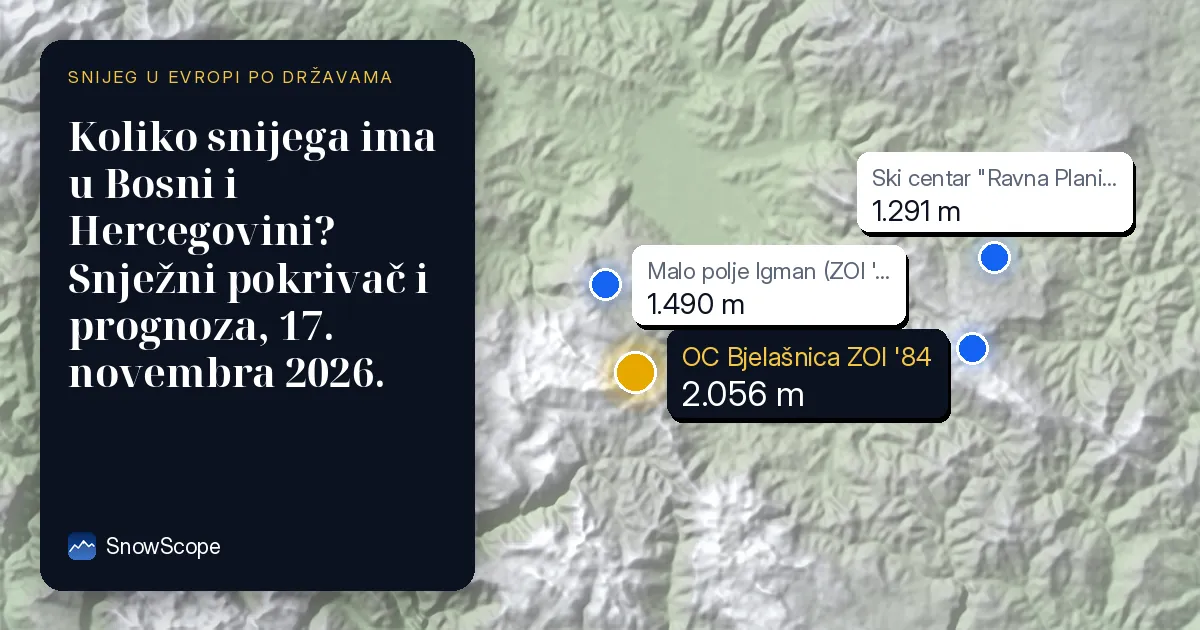 SNIJEG U EVROPI PO DRŽAVAMA
Koliko snijega ima
u Bosni i
Hercegovini?
Snježni pokrivač i
prognoza, 17.
novembra 2026.
SnowScope
Ski centar "Ravna Plani...
1.291 m
Malo polje Igman (ZOI '...
1.490 m
OC Bjelašnica ZOI '84
2.056 m